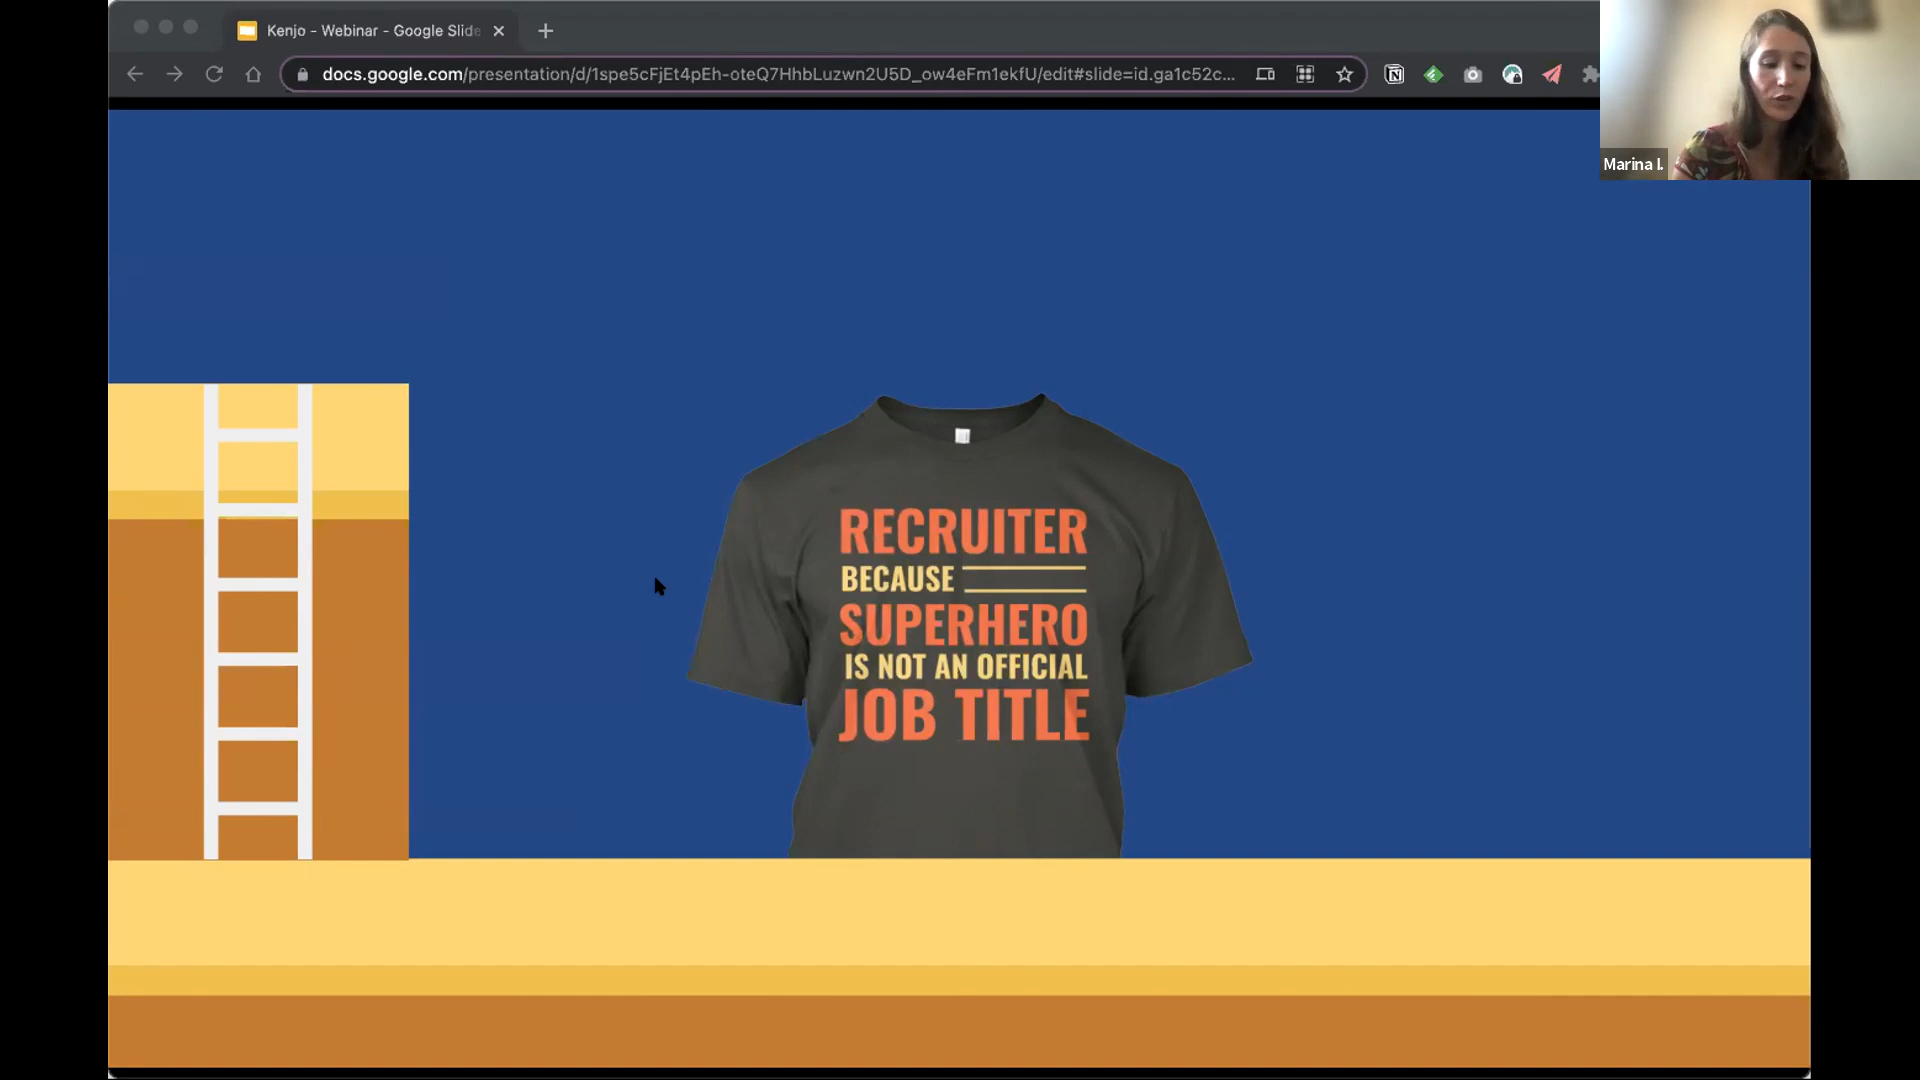 Kenjo - Webinar - Google Slide
docs.google.com/presentation/d/1spe5cFjEt4pEh-oteQ7HhbLuzwn2U5D_ow4eFm1ekfU/edit#slide=id.ga1c52c...
Marina I.
RECRUITER
BECAUSE
SUPERHERO
IS NOT AN OFFICIAL
JOB TITLE